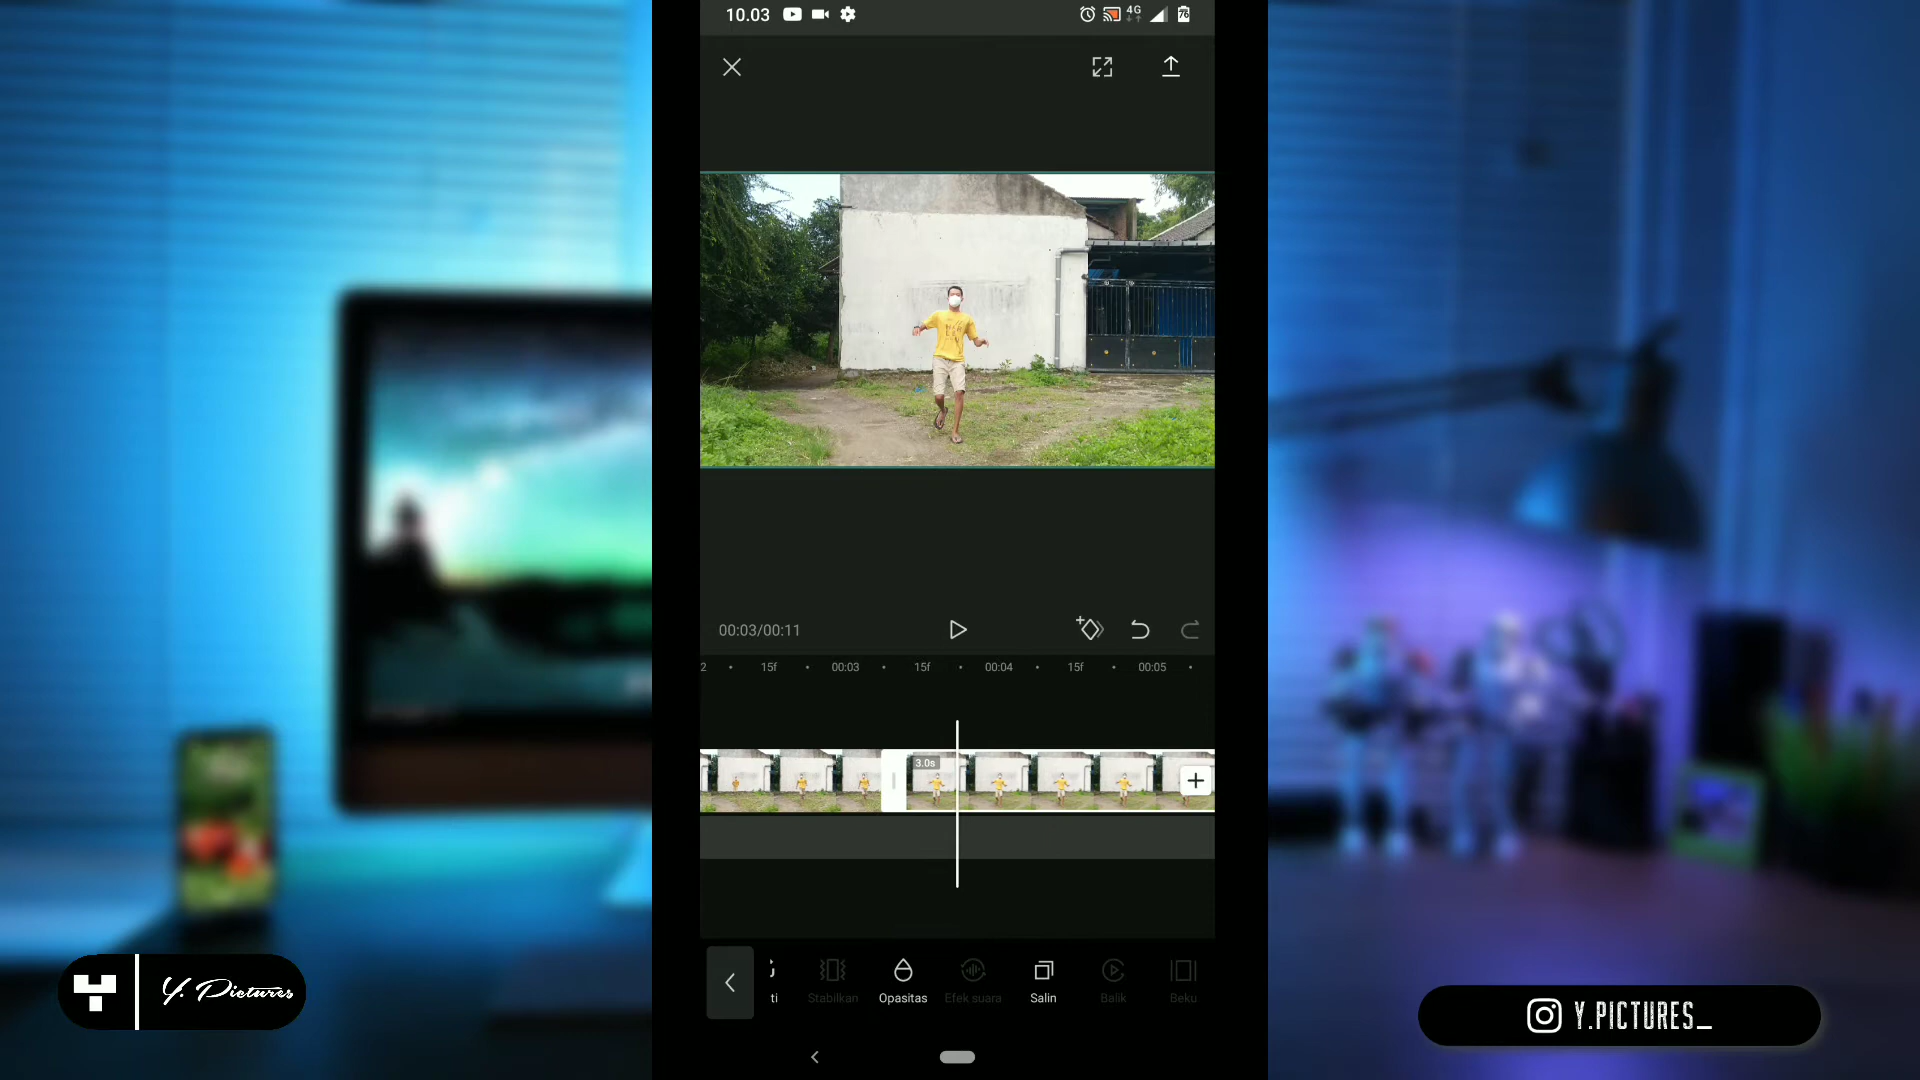 10.03
4G
76
00:03/00:11
2 15f 00:03 15f 00:04 15f 00:05
3.0s
ti Stabilkan Opasitas Efek suara Salin Balik Beku
Y. Pictures
Y.PICTURES_